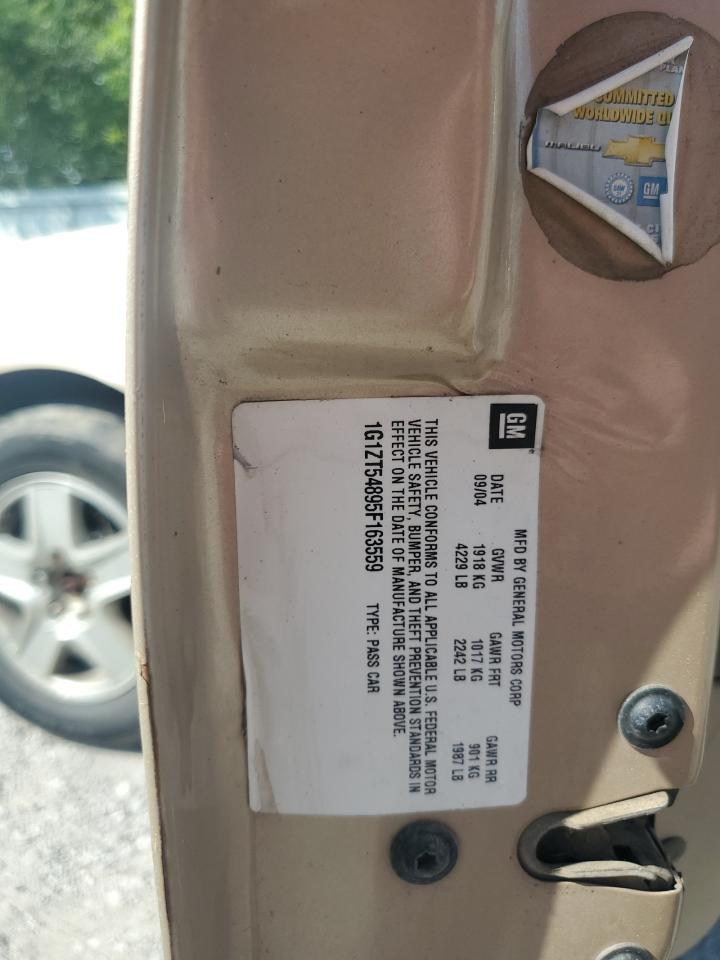 COMMITTED
WORLDWIDE
MALIBU
GM
GM
MFD BY GENERAL MOTORS CORP
DATE GVWR GAWR FRT GAWR RR
09/04 1918 KG 1017 KG 901 KG
4229 LB 2242 LB 1987 LB
THIS VEHICLE CONFORMS TO ALL APPLICABLE U.S. FEDERAL MOTOR
VEHICLE SAFETY, BUMPER, AND THEFT PREVENTION STANDARDS IN
EFFECT ON THE DATE OF MANUFACTURE SHOWN ABOVE.
1G1ZT54895F163559 TYPE: PASS CAR